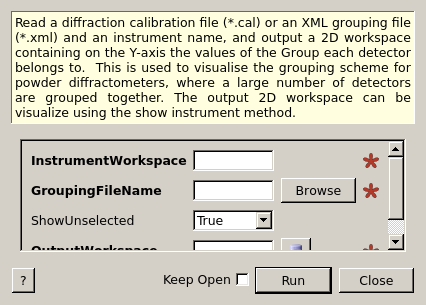 Read a diffraction calibration file (*.cal) or an XML grouping file
(*.xml) and an instrument name, and output a 2D workspace
containing on the Y-axis the values of the Group each detector
belongs to. This is used to visualise the grouping scheme for
powder diffractometers, where a large number of detectors
are grouped together. The output 2D workspace can be
visualize using the show instrument method.
InstrumentWorkspace
GroupingFileName Browse
ShowUnselected True
OutputWorkspace
? Keep Open Run Close